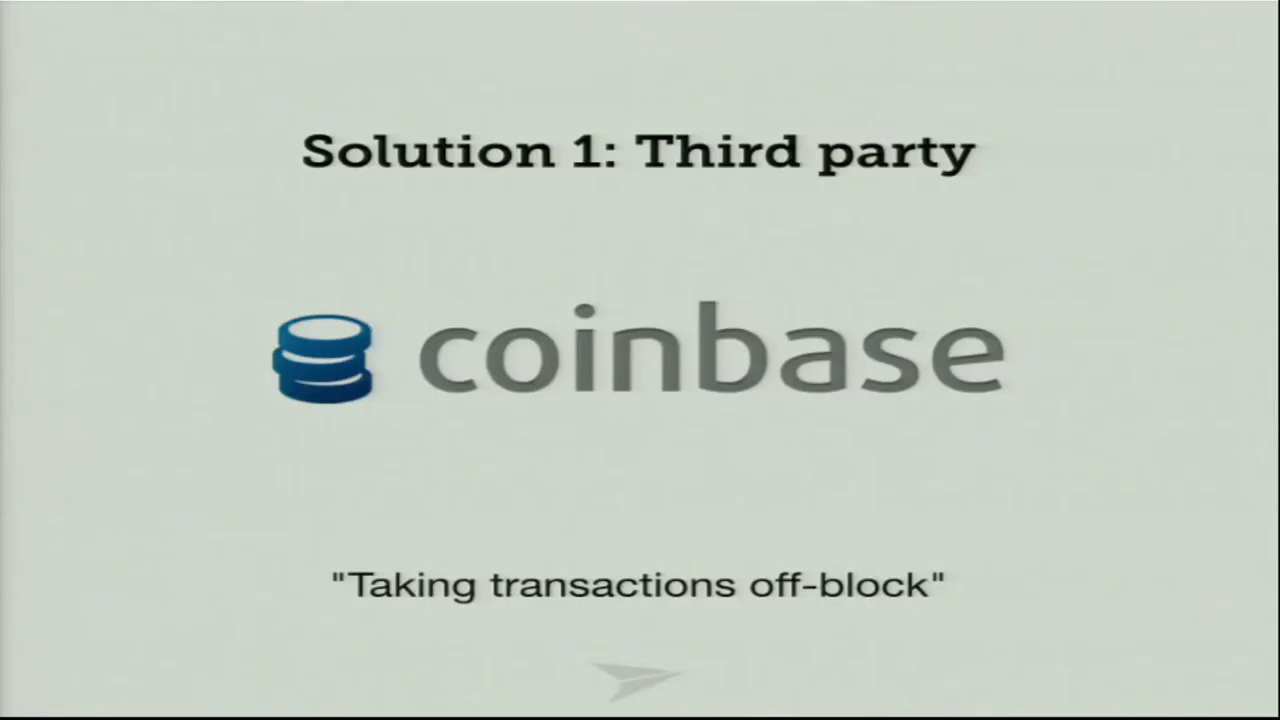 Solution 1: Third party
coinbase
"Taking transactions off-block"